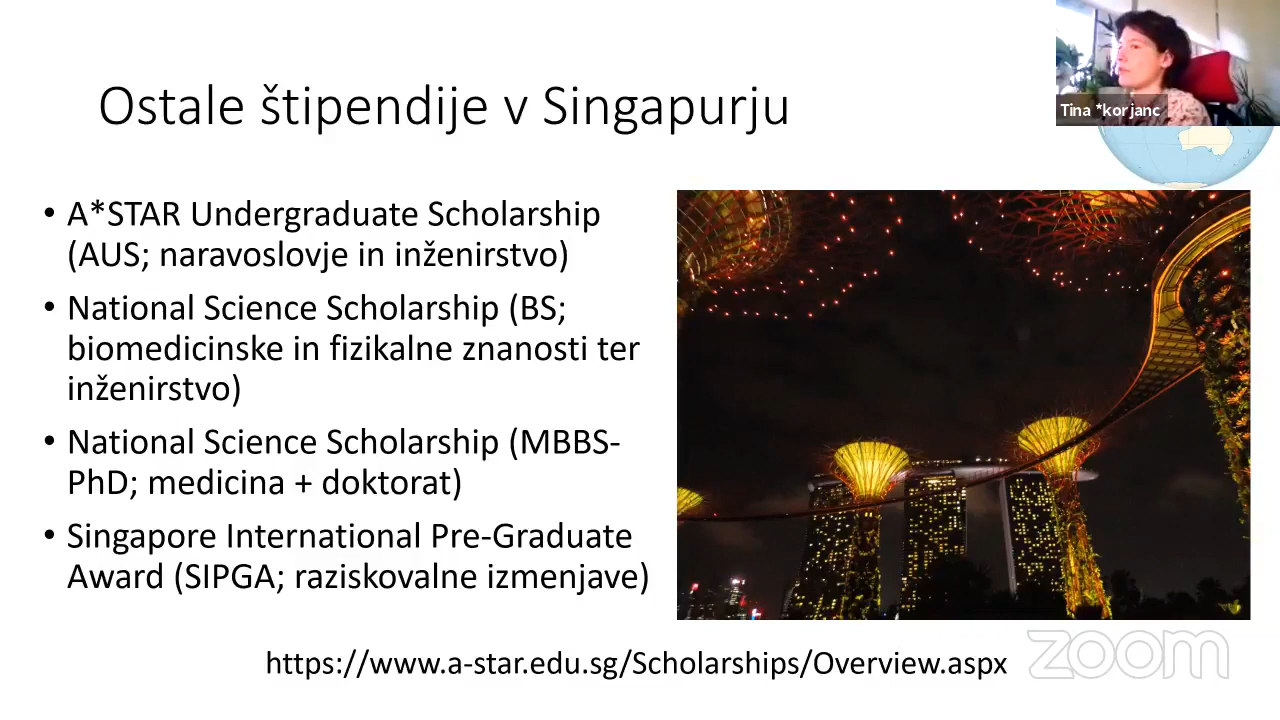 Tina *korjanc
Ostale štipendije v Singapurju
• A*STAR Undergraduate Scholarship
(AUS; naravoslovje in inženirstvo)
• National Science Scholarship (BS;
biomedicinske in fizikalne znanosti ter
inženirstvo)
• National Science Scholarship (MBBS-
PhD; medicina + doktorat)
• Singapore International Pre-Graduate
Award (SIPGA; raziskovalne izmenjave)
https://www.a-star.edu.sg/Scholarships/Overview.aspx
zoom